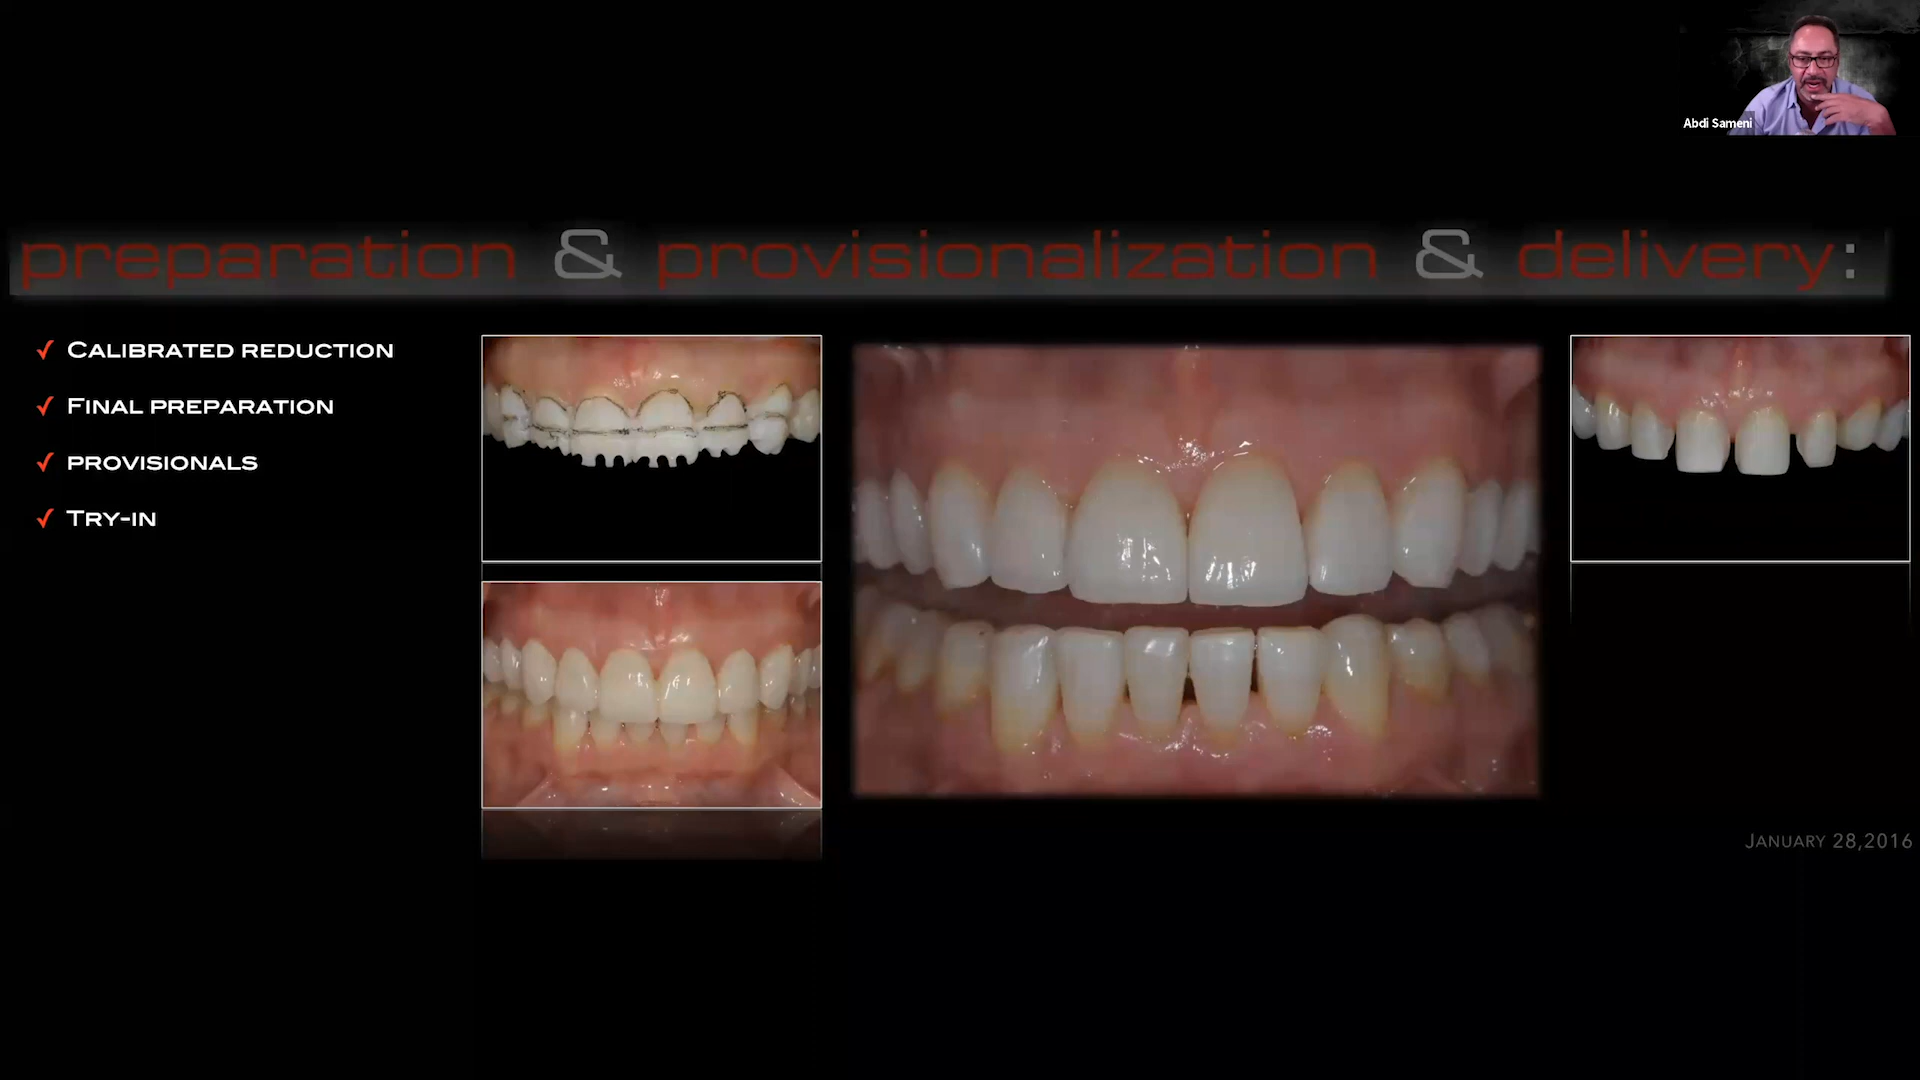 Abdi Sameni
preparation & provisionalization & delivery:
✓ Calibrated reduction
✓ Final preparation
✓ provisionals
✓ Try-in
January 28,2016